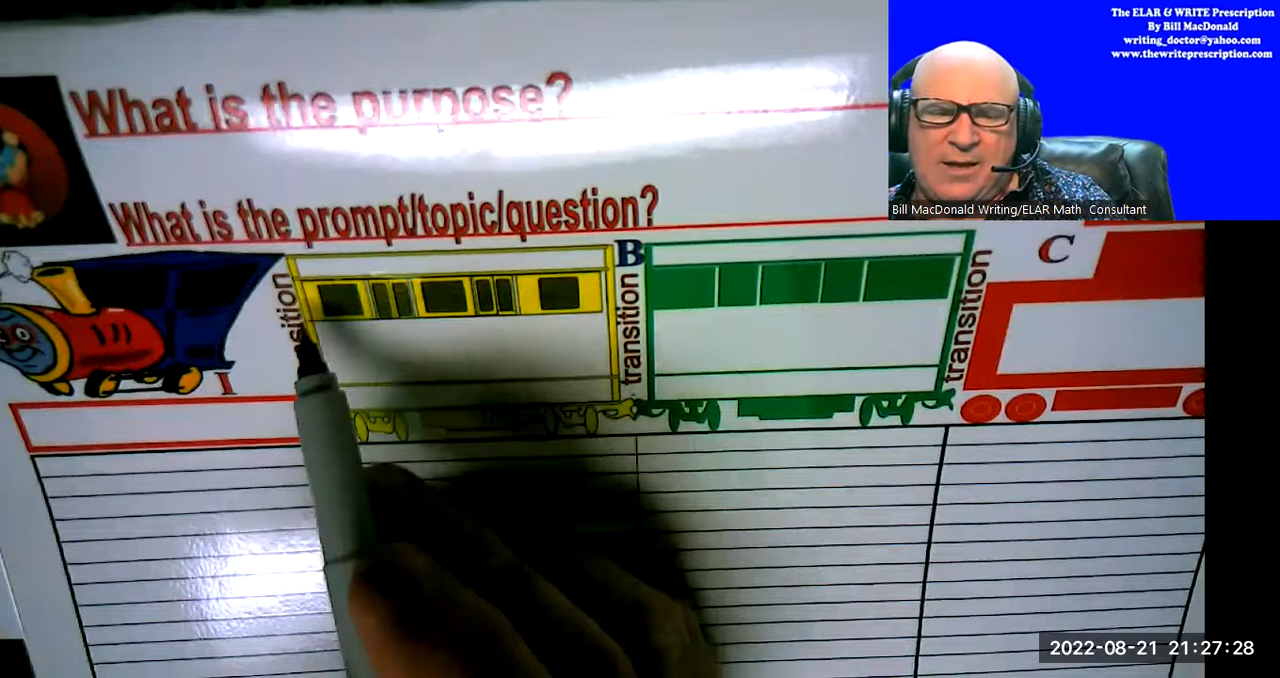 The ELAR & WRITE Prescription
By Bill MacDonald
writing_doctor@yahoo.com
www.thewriteprescription.com
Bill MacDonald Writing/ELAR Math Consultant
What is the purpose?
What is the prompt/topic/question?
I
sition
B
transition
transition
C
2022-08-21 21:27:28